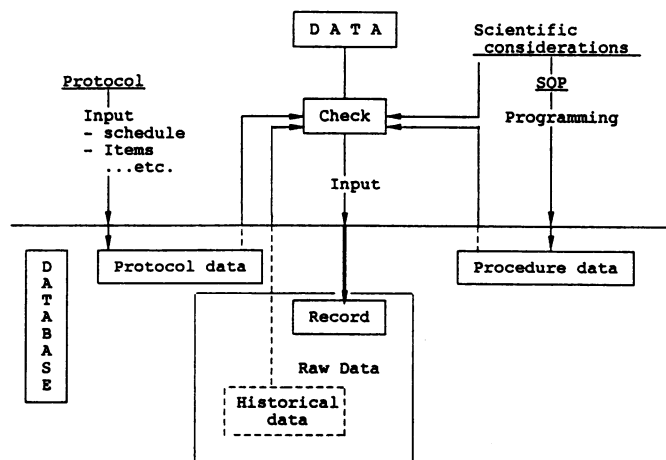 D A T A
Scientific
considerations
Protocol
SOP
Check
Input
- schedule
- Items
...etc.
Programming
Input
D
A
T
A
B
A
S
E
Protocol data
Procedure data
Record
Raw Data
Historical
data